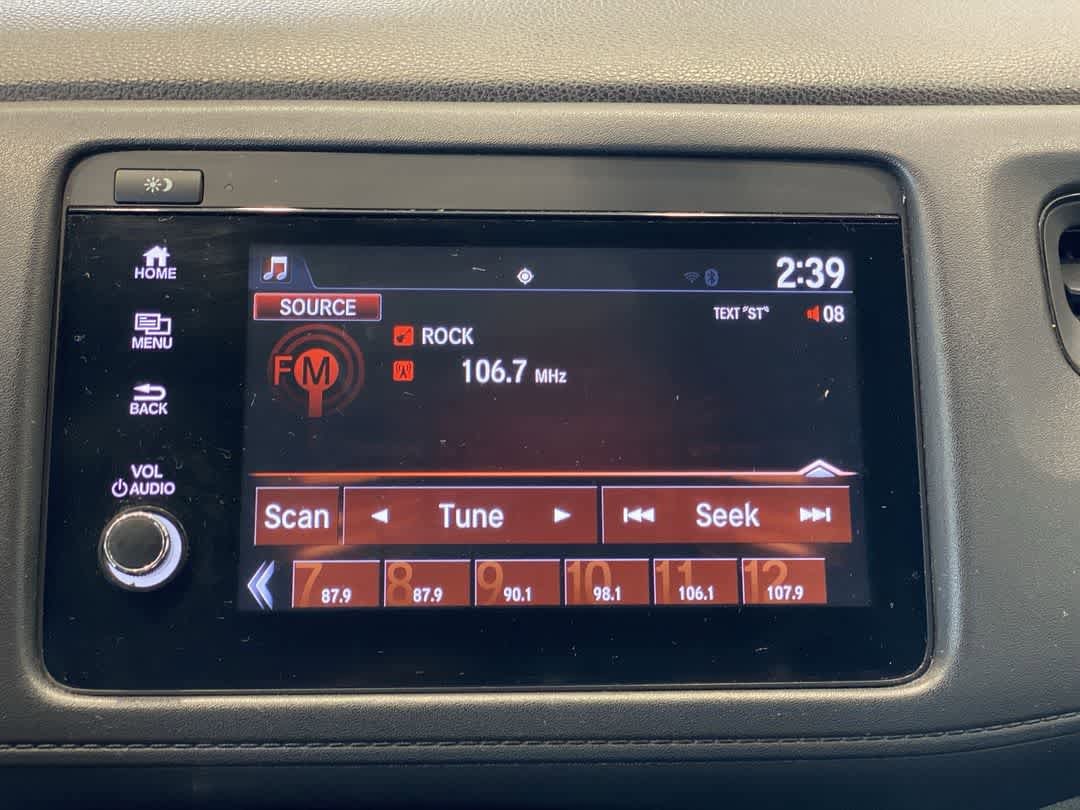 HOME
MENU
BACK
VOL
AUDIO
2:39
SOURCE
TEXT "ST"
08
FM
ROCK
106.7 MHz
Scan
Tune
Seek
7 87.9
8 87.9
9 90.1
10 98.1
11 106.1
12 107.9